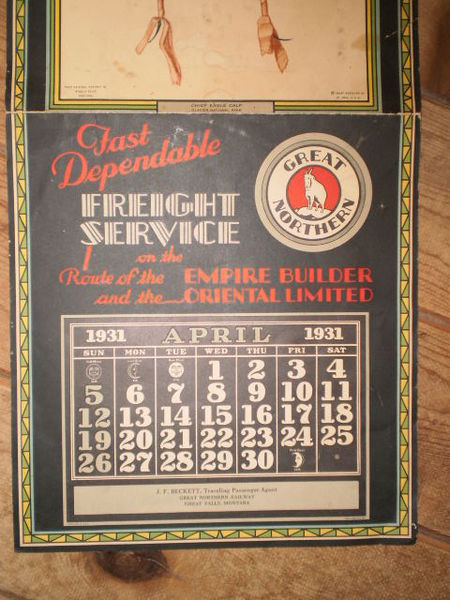 CHIEF EAGLE CALF
Fast
Dependable
FREIGHT
SERVICE
on the
Route of the EMPIRE BUILDER
and the ORIENTAL LIMITED
GREAT
NORTHERN
1931 APRIL 1931
SUN MON TUE WED THU FRI SAT
1 2 3 4
5 6 7 8 9 10 11
12 13 14 15 16 17 18
19 20 21 22 23 24 25
26 27 28 29 30
J. F. BECKETT, Traveling Passenger Agent
GREAT NORTHERN RAILWAY
GREAT FALLS, MONTANA